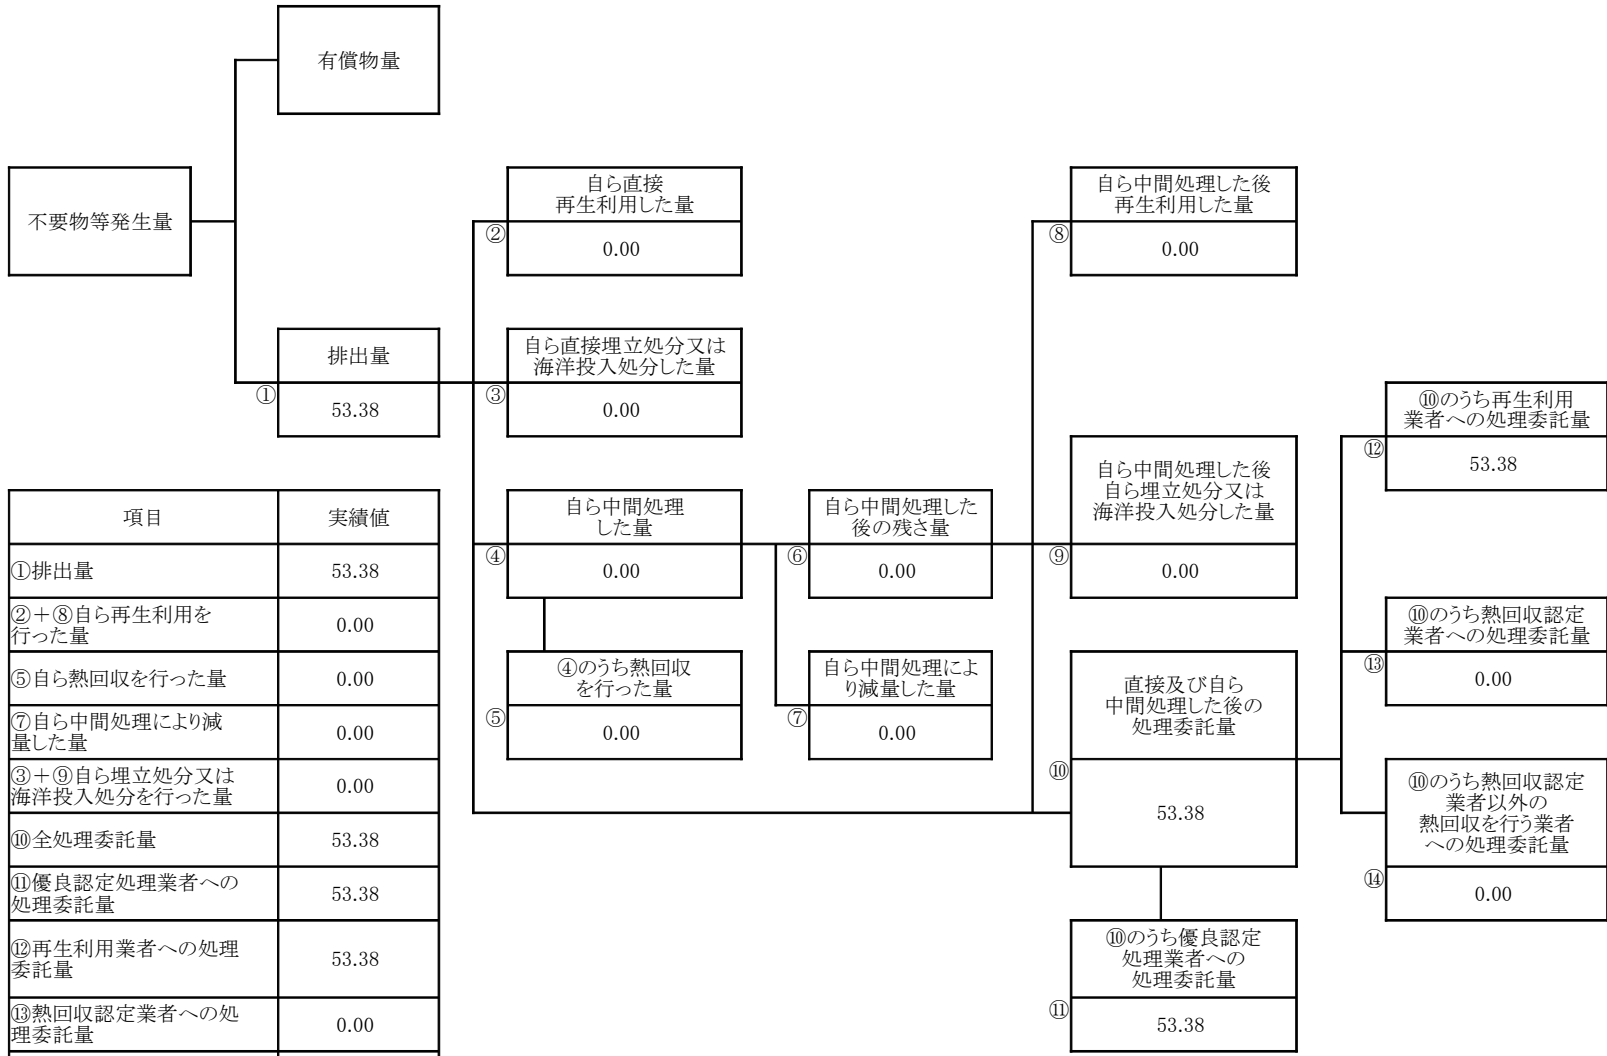 有償物量
不要物等発生量
自ら直接
再生利用した量
②
0.00
自ら中間処理した後
再生利用した量
⑧
0.00
排出量
①
53.38
自ら直接埋立処分又は
海洋投入処分した量
③
0.00
⑩のうち再生利用
業者への処理委託量
⑫
53.38
自ら中間処理
した量
④
0.00
自ら中間処理した
後の残さ量
⑥
0.00
自ら中間処理した後
自ら埋立処分又は
海洋投入処分した量
⑨
0.00
⑩のうち熱回収認定
業者への処理委託量
⑬
0.00
④のうち熱回収
を行った量
⑤
0.00
自ら中間処理によ
り減量した量
⑦
0.00
直接及び自ら
中間処理した後の
処理委託量
⑩
53.38
⑩のうち熱回収認定
業者以外の
熱回収を行う業者
への処理委託量
⑭
0.00
⑩のうち優良認定
処理業者への
処理委託量
⑪
53.38
項目 実績値
①排出量 53.38
②+⑧自ら再生利用を
行った量 0.00
⑤自ら熱回収を行った量 0.00
⑦自ら中間処理により減
量した量 0.00
③+⑨自ら埋立処分又は
海洋投入処分を行った量 0.00
⑩全処理委託量 53.38
⑪優良認定処理業者への
処理委託量 53.38
⑫再生利用業者への処理
委託量 53.38
⑬熱回収認定業者への処
理委託量 0.00